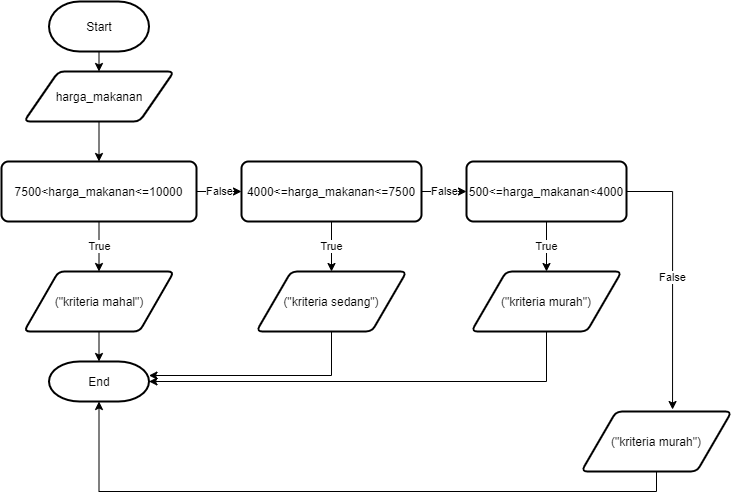 Start
harga_makanan
7500<harga_makanan<=10000
False
4000<=harga_makanan<=7500
False
500<=harga_makanan<4000
True
True
True
False
("kriteria mahal")
("kriteria sedang")
("kriteria murah")
End
("kriteria murah")